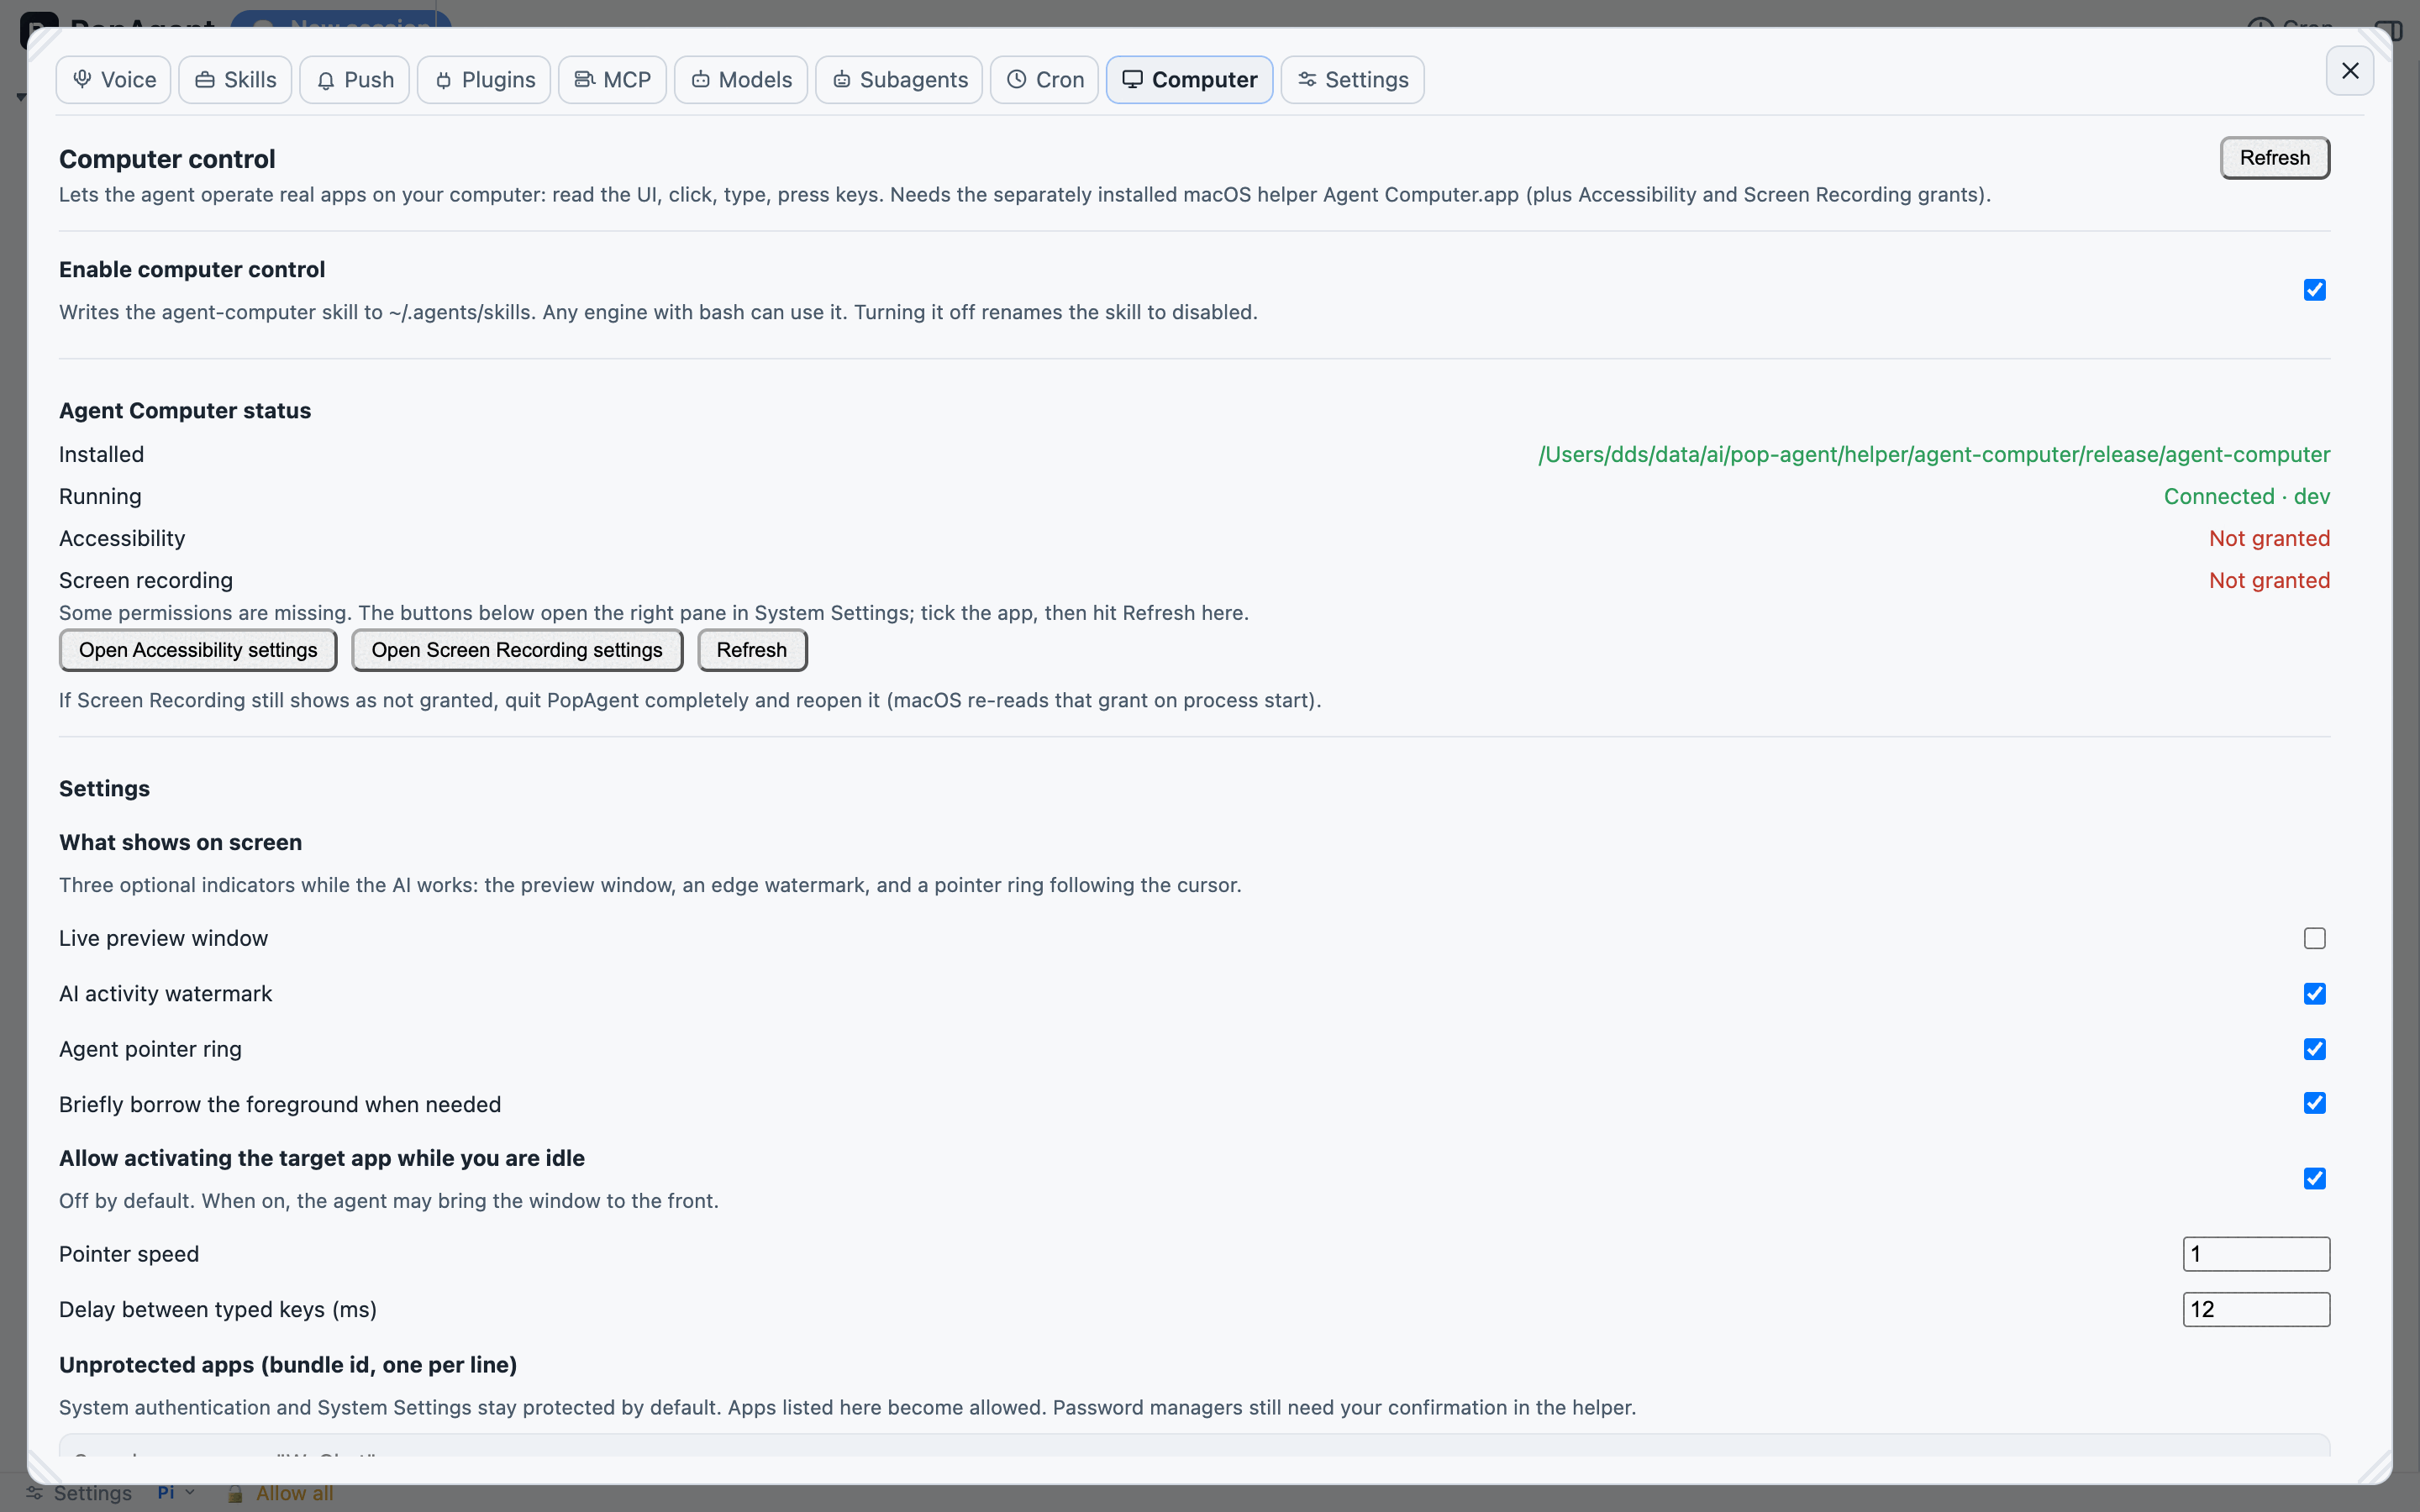 Voice
Skills
Push
Plugins
MCP
Models
Subagents
Cron
Computer
Settings
Computer control
Refresh
Lets the agent operate real apps on your computer: read the UI, click, type, press keys. Needs the separately installed macOS helper Agent Computer.app (plus Accessibility and Screen Recording grants).
Enable computer control
Writes the agent-computer skill to ~/.agents/skills. Any engine with bash can use it. Turning it off renames the skill to disabled.
Agent Computer status
Installed
/Users/dds/data/ai/pop-agent/helper/agent-computer/release/agent-computer
Running
Connected · dev
Accessibility
Not granted
Screen recording
Not granted
Some permissions are missing. The buttons below open the right pane in System Settings; tick the app, then hit Refresh here.
Open Accessibility settings
Open Screen Recording settings
Refresh
If Screen Recording still shows as not granted, quit PopAgent completely and reopen it (macOS re-reads that grant on process start).
Settings
What shows on screen
Three optional indicators while the AI works: the preview window, an edge watermark, and a pointer ring following the cursor.
Live preview window
AI activity watermark
Agent pointer ring
Briefly borrow the foreground when needed
Allow activating the target app while you are idle
Off by default. When on, the agent may bring the window to the front.
Pointer speed
1
Delay between typed keys (ms)
12
Unprotected apps (bundle id, one per line)
System authentication and System Settings stay protected by default. Apps listed here become allowed. Password managers still need your confirmation in the helper.
Settings
Pi
Allow all